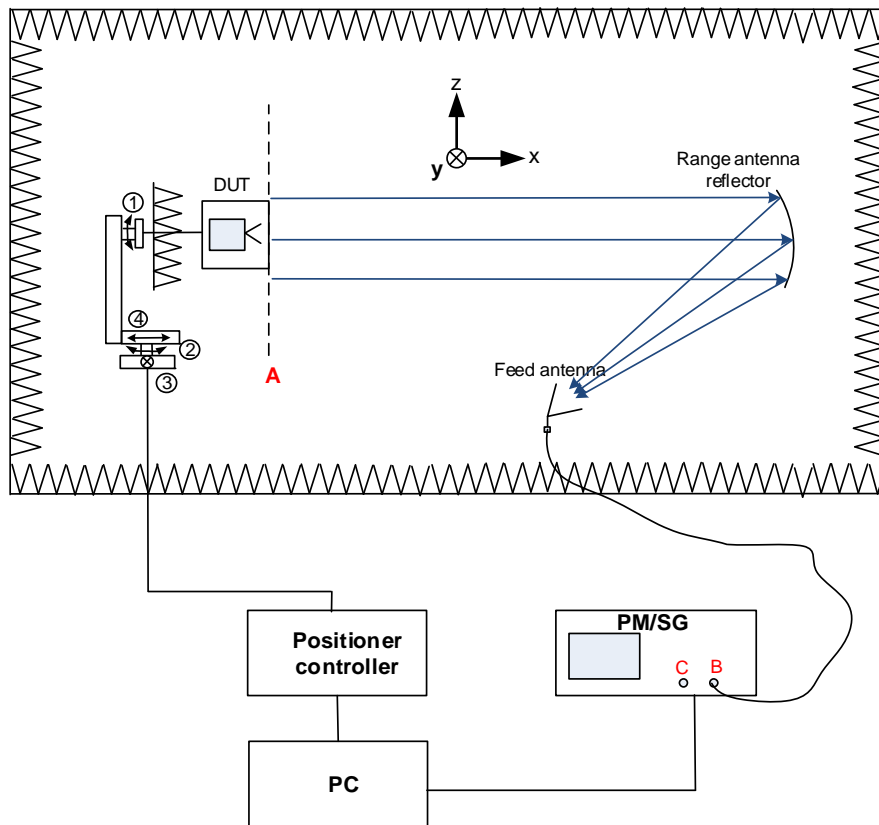 z
y
x
Range antenna
reflector
DUT
①
④
②
③
A
Feed antenna
Positioner
controller
PM/SG
C
B
PC